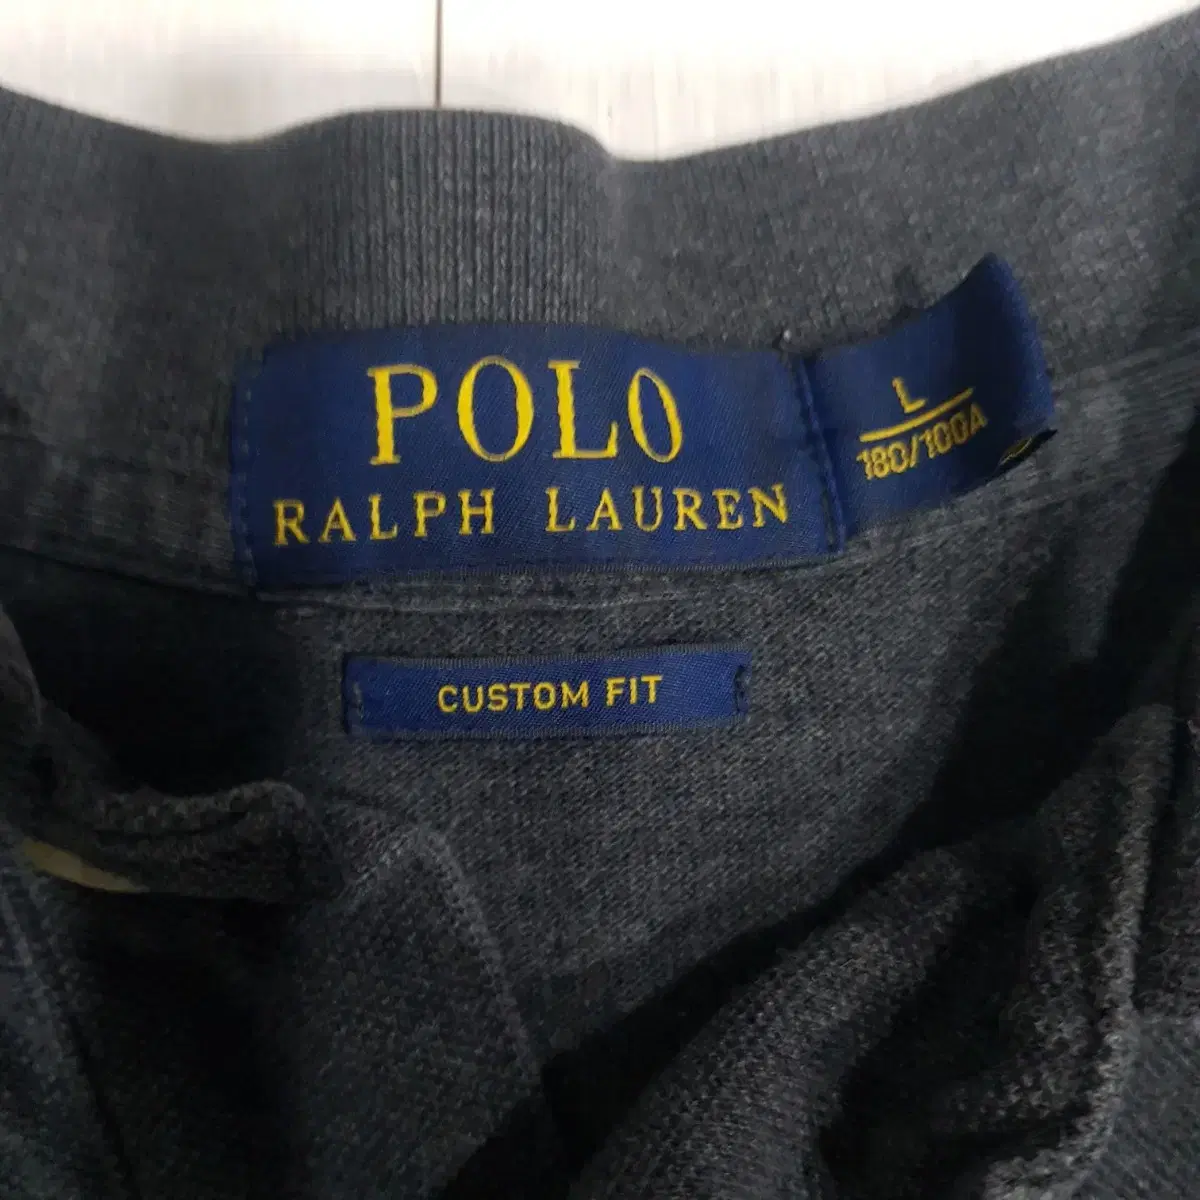 POLO
RALPH LAUREN
L
180/100A
CUSTOM FIT